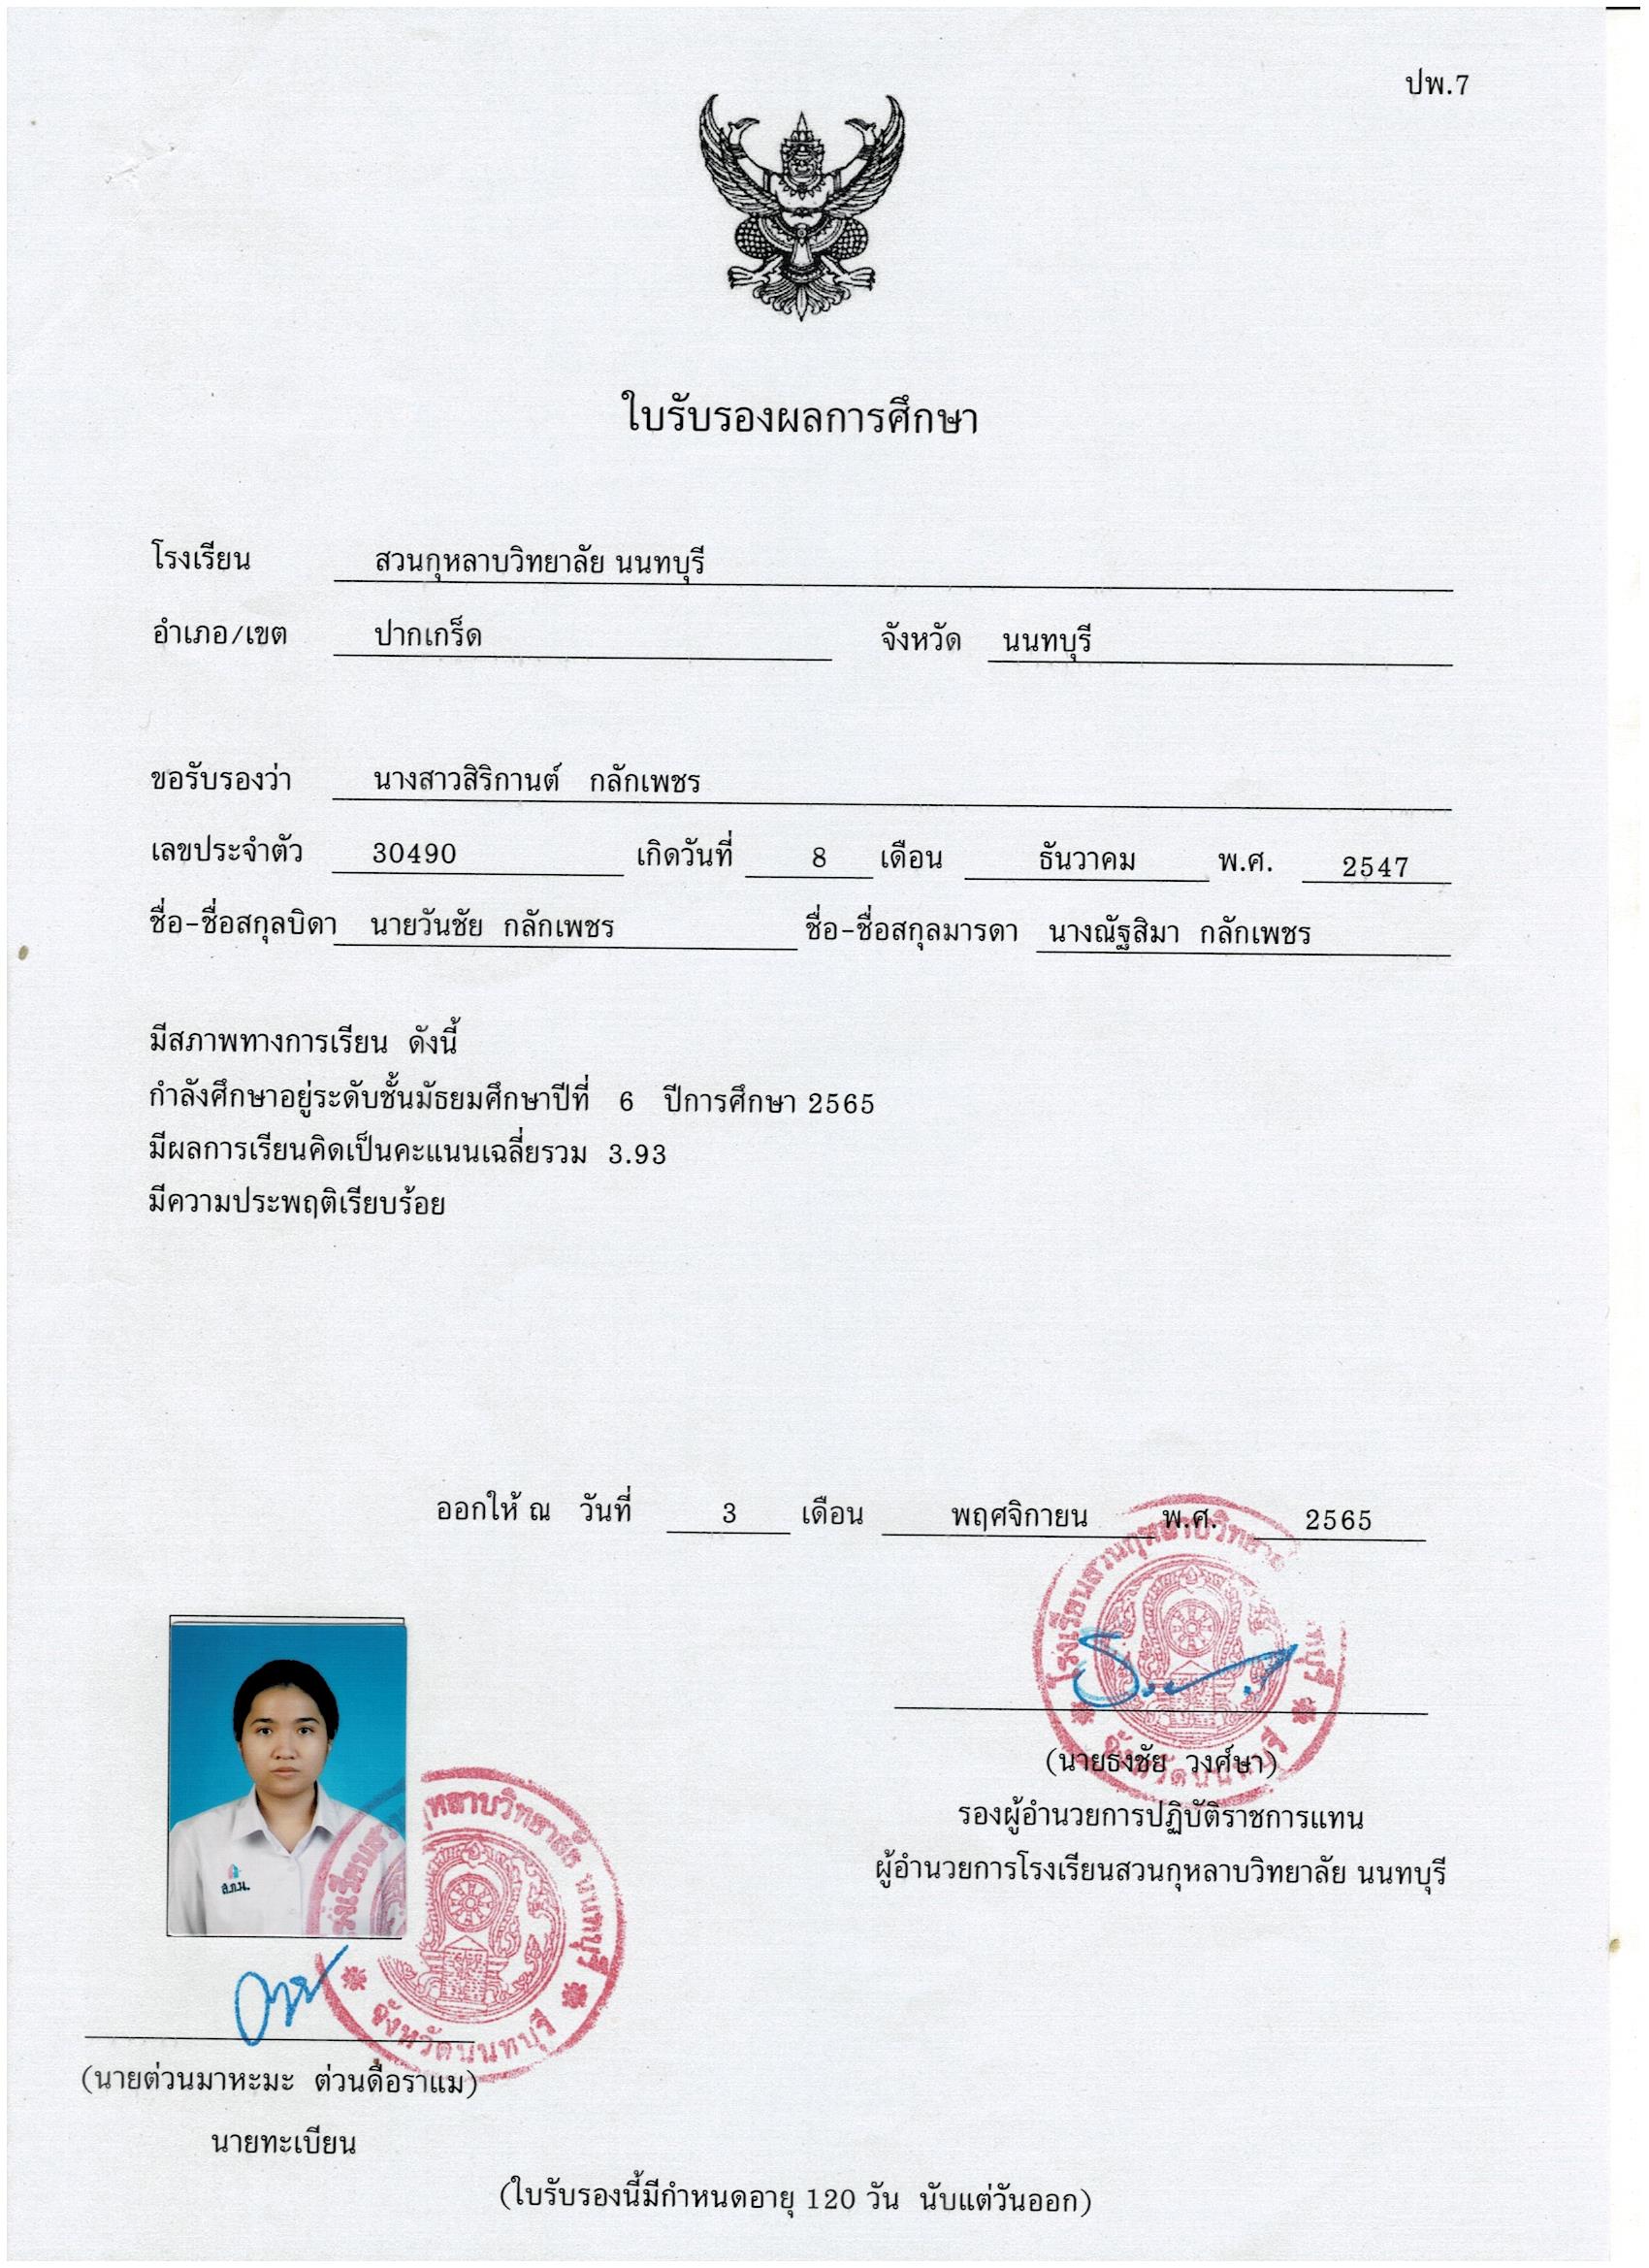 ปพ.7
ใบรับรองผลการศึกษา
โรงเรียน สวนกุหลาบวิทยาลัย นนทบุรี
อำเภอ/เขต ปากเกร็ด จังหวัด นนทบุรี
ขอรับรองว่า นางสาวสิริกานต์ กลักเพชร
เลขประจำตัว 30490 เกิดวันที่ 8 เดือน ธันวาคม พ.ศ. 2547
ชื่อ-ชื่อสกุลบิดา นายวันชัย กลักเพชร ชื่อ-ชื่อสกุลมารดา นางณัฐสิมา กลักเพชร
มีสภาพทางการเรียน ดังนี้
กำลังศึกษาอยู่ระดับชั้นมัธยมศึกษาปีที่ 6 ปีการศึกษา 2565
มีผลการเรียนคิดเป็นคะแนนเฉลี่ยรวม 3.93
มีความประพฤติเรียบร้อย
ออกให้ ณ วันที่ 3 เดือน พฤศจิกายน พ.ศ. 2565
โรงเรียนสวนกุหลาบวิทยา
นทบุรี
จังหวัดนนทบุรี
(นายธงชัย วงศ์ษา)
รองผู้อำนวยการปฏิบัติราชการแทน
ผู้อำนวยการโรงเรียนสวนกุหลาบวิทยาลัย นนทบุรี
ส.ก.น.
กุหลาบวิทยาลัย นนทบุรี
จังหวัดนนทบุรี
(นายต่วนมาหะมะ ต่วนดือราแม)
นายทะเบียน
(ใบรับรองนี้มีกำหนดอายุ 120 วัน นับแต่วันออก)